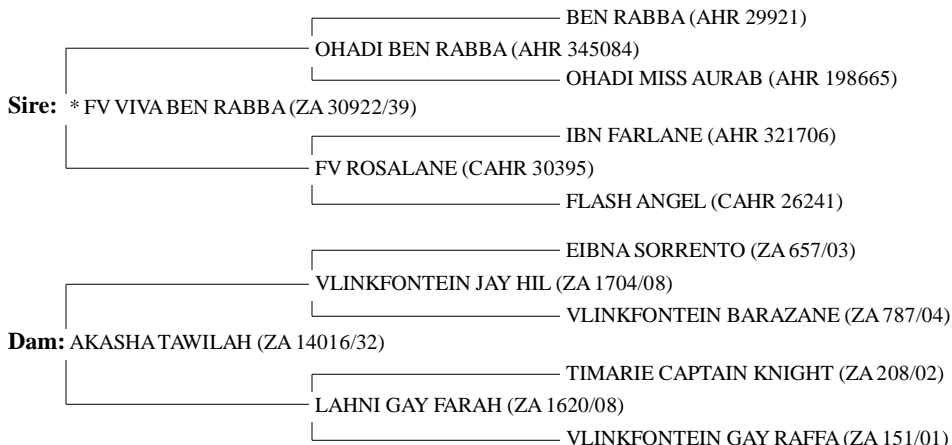 BEN RABBA (AHR 29921)
OHADI BEN RABBA (AHR 345084)
OHADI MISS AURAB (AHR 198665)
Sire: * FV VIVA BEN RABBA (ZA 30922/39)
IBN FARLANE (AHR 321706)
FV ROSALANE (CAHR 30395)
FLASH ANGEL (CAHR 26241)
EIBNA SORRENTO (ZA 657/03)
VLINKFONTEIN JAY HIL (ZA 1704/08)
VLINKFONTEIN BARAZANE (ZA 787/04)
Dam: AKASHA TAWILAH (ZA 14016/32)
TIMARIE CAPTAIN KNIGHT (ZA 208/02)
LAHNI GAY FARAH (ZA 1620/08)
VLINKFONTEIN GAY RAFFA (ZA 151/01)